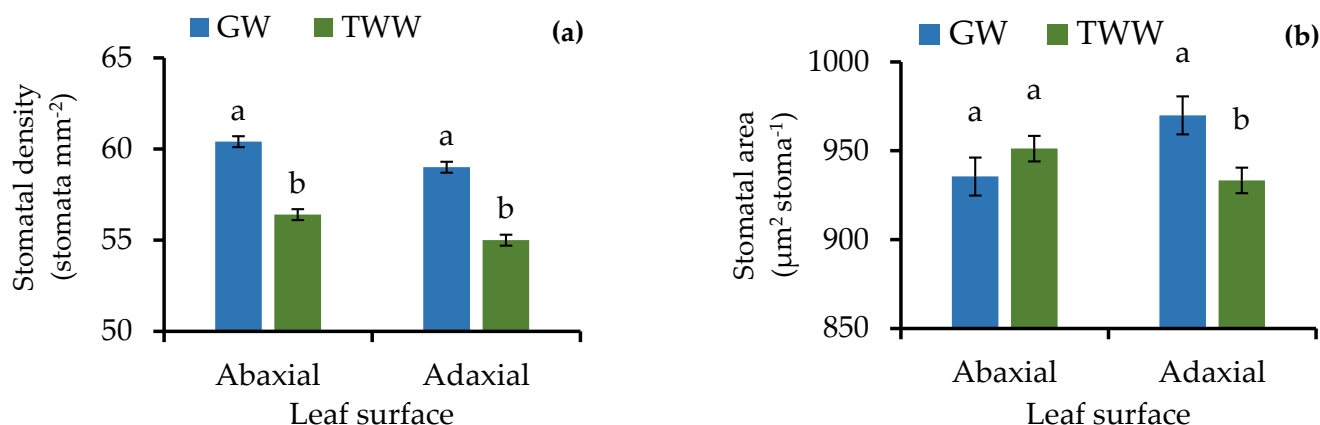 GW TWW (a)
Stomatal density
(stomata mm⁻²)
65
60
55
50
a
b
a
b
Abaxial Adaxial
Leaf surface
GW TWW (b)
Stomatal area
(µm² stoma⁻¹)
1000
950
900
850
a
a
a
b
Abaxial Adaxial
Leaf surface